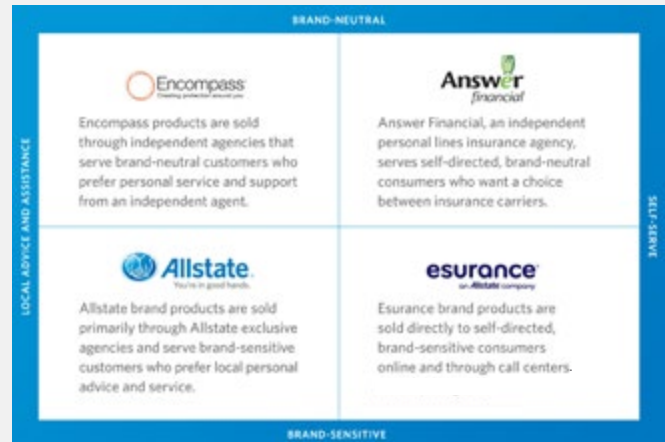 BRAND-NEUTRAL
LOCAL ADVICE AND ASSISTANCE
Encompass
Creating protection around you
Encompass products are sold
through independent agencies that
serve brand-neutral customers who
prefer personal service and support
from an independent agent.
Answer
financial
Answer Financial, an independent
personal lines insurance agency,
serves self-directed, brand-neutral
consumers who want a choice
between insurance carriers.
SELF-SERVE
Allstate.
You're in good hands.
Allstate brand products are sold
primarily through Allstate exclusive
agencies and serve brand-sensitive
customers who prefer local personal
advice and service.
esurance
an Allstate company
Esurance brand products are
sold directly to self-directed,
brand-sensitive consumers
online and through call centers.
BRAND-SENSITIVE